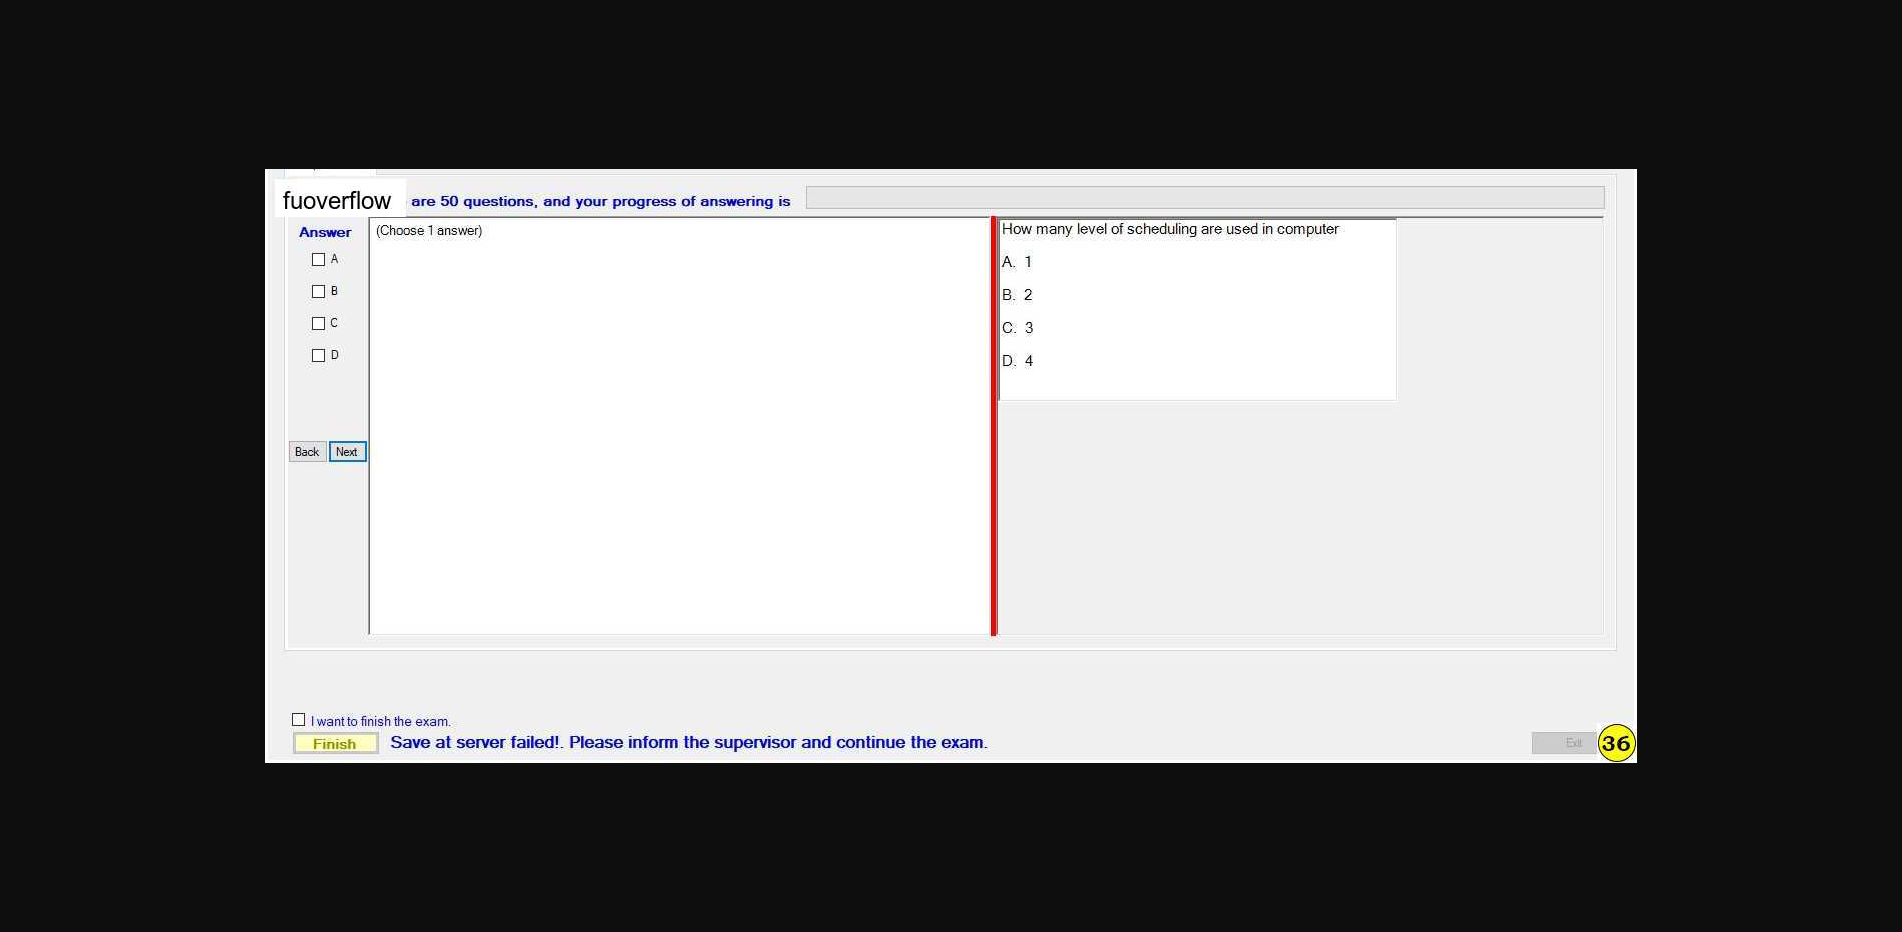 fuoverflow are 50 questions, and your progress of answering is
Answer
A
B
C
D
Back Next
(Choose 1 answer)
How many level of scheduling are used in computer
A. 1
B. 2
C. 3
D. 4
I want to finish the exam.
Finish Save at server failed!. Please inform the supervisor and continue the exam.
Exit 36